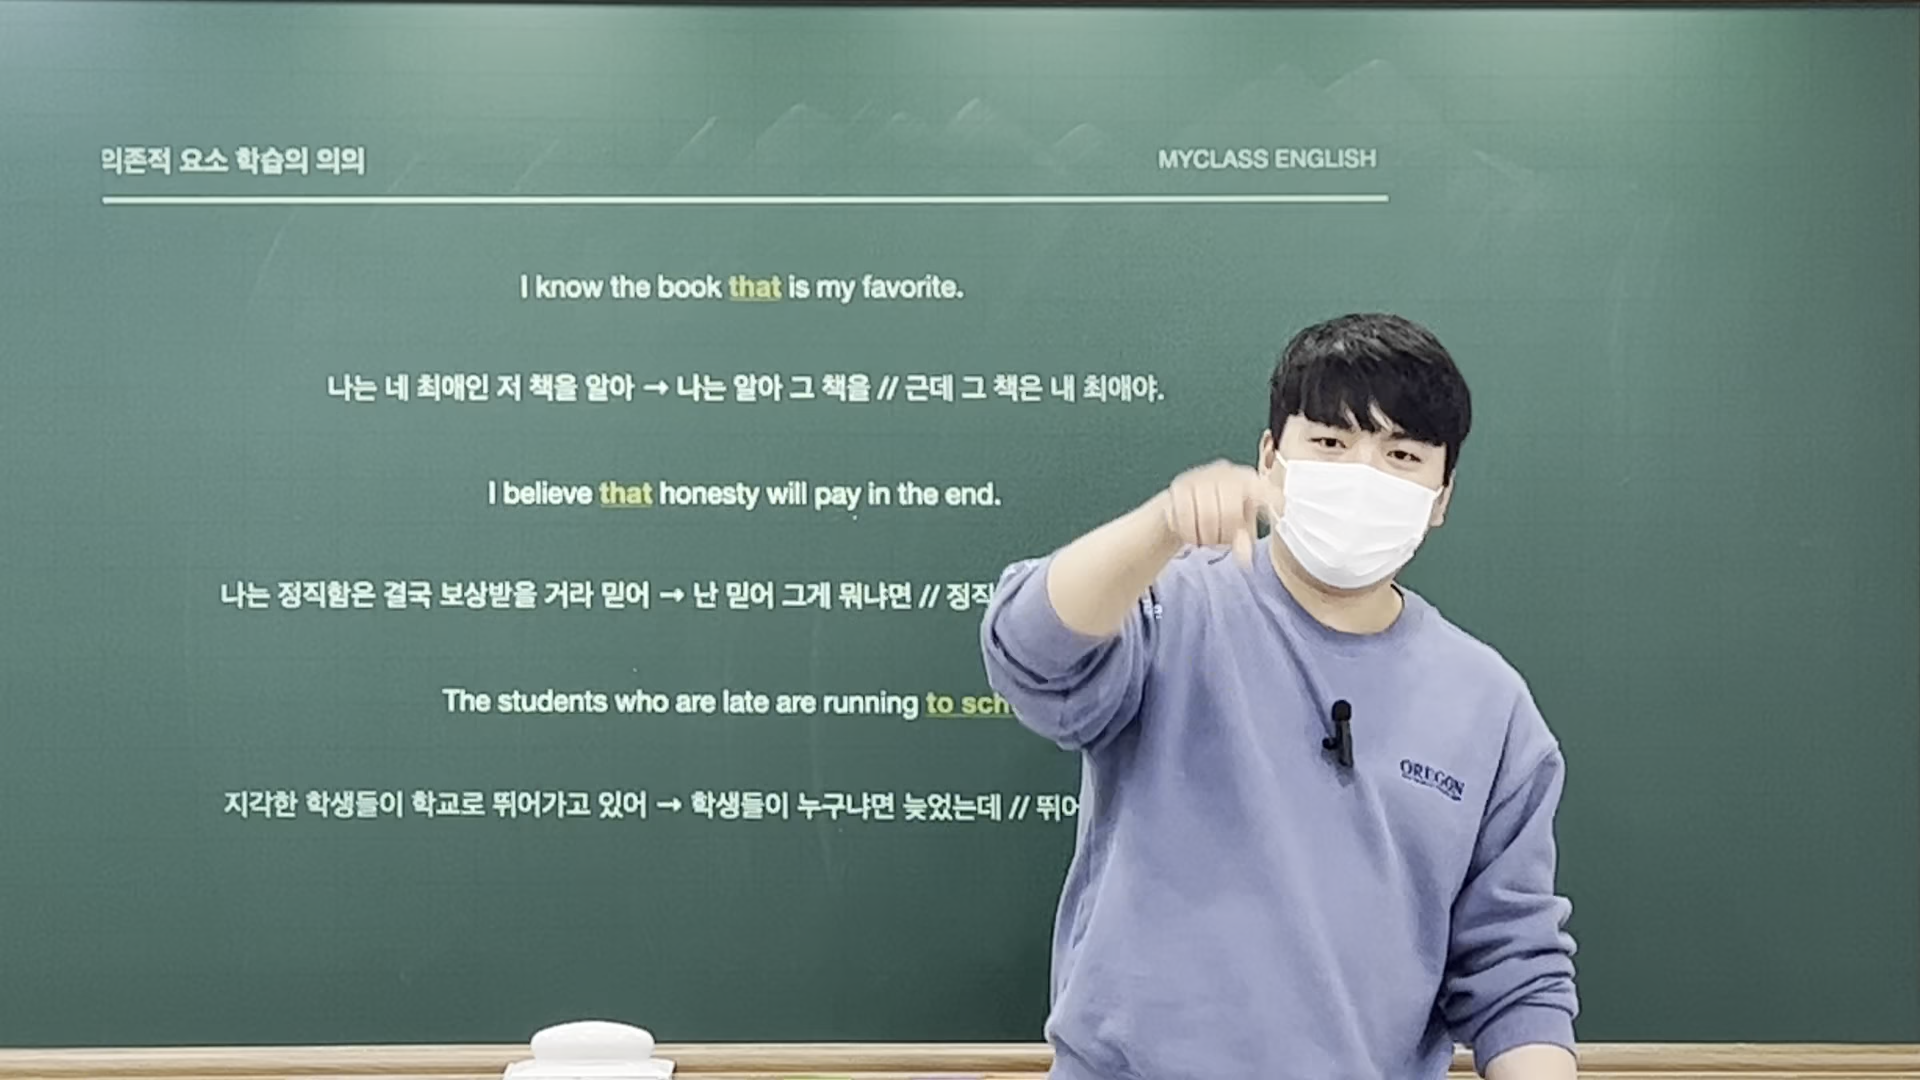 의존적 요소 학습의 의의
MYCLASS ENGLISH
I know the book that is my favorite.
나는 네 최애인 저 책을 알아 → 나는 알아 그 책을 // 근데 그 책은 내 최애야.
I believe that honesty will pay in the end.
나는 정직함은 결국 보상받을 거라 믿어 → 난 믿어 그게 뭐냐면 // 정직
The students who are late are running to sch
지각한 학생들이 학교로 뛰어가고 있어 → 학생들이 누구냐면 늦었는데 // 뛰어
OREGON